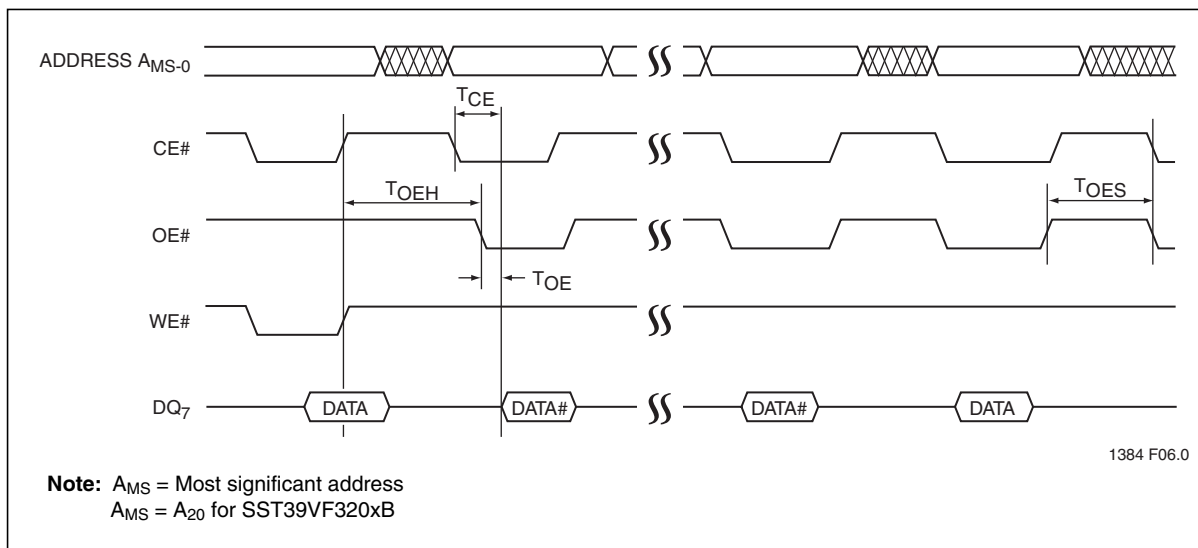 ADDRESS AMS-0
TCE
CE#
TOEH
TOES
OE#
TOE
WE#
DQ7
DATA
DATA#
DATA#
DATA
1384 F06.0
Note: AMS = Most significant address
AMS = A20 for SST39VF320xB